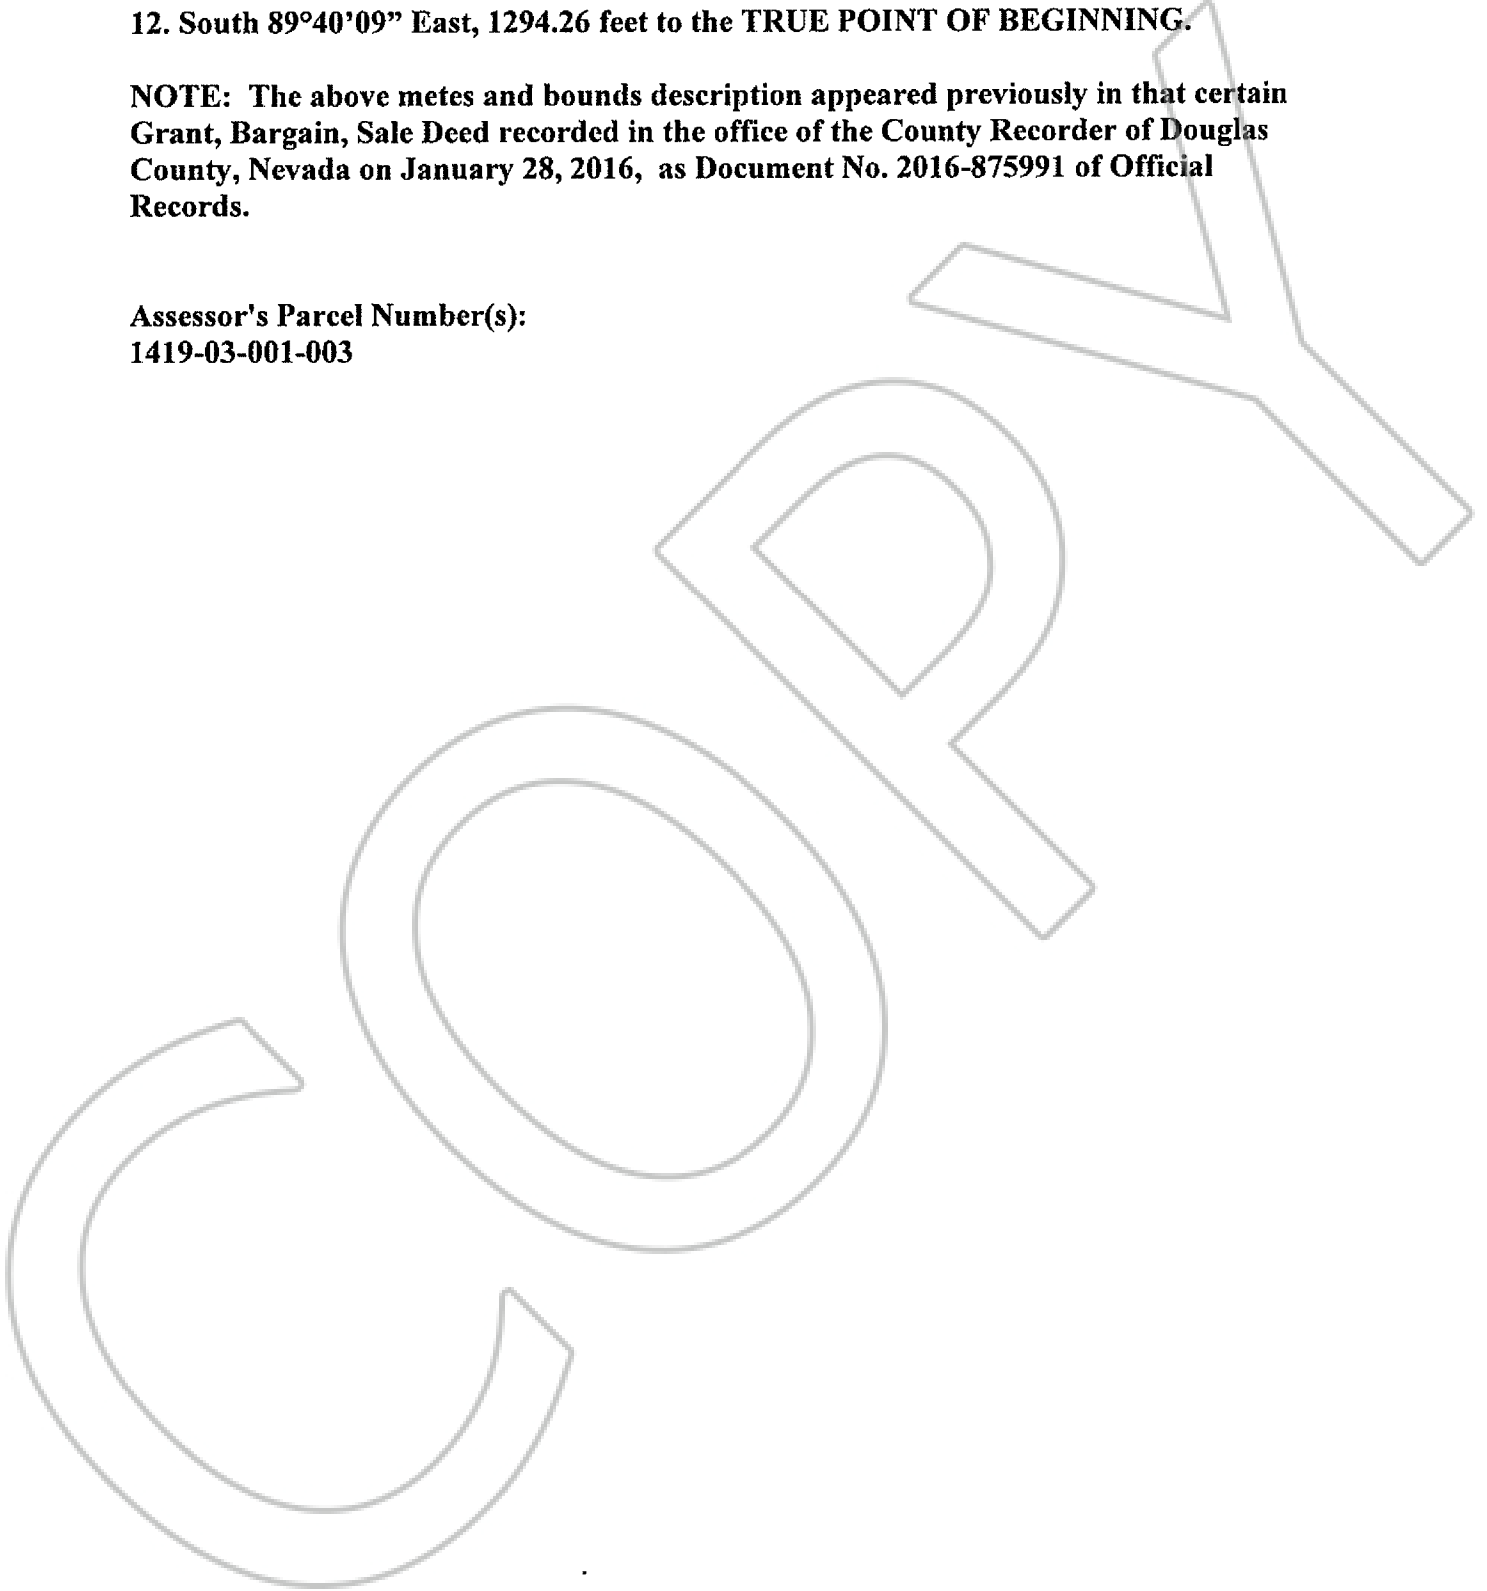 12. South 89°40’09” East, 1294.26 feet to the TRUE POINT OF BEGINNING.
NOTE:  The above metes and bounds description appeared previously in that certain
Grant, Bargain, Sale Deed recorded in the office of the County Recorder of Douglas
County, Nevada on January 28, 2016,  as Document No. 2016-875991 of Official
Records.
Assessor's Parcel Number(s):
1419-03-001-003
COPY